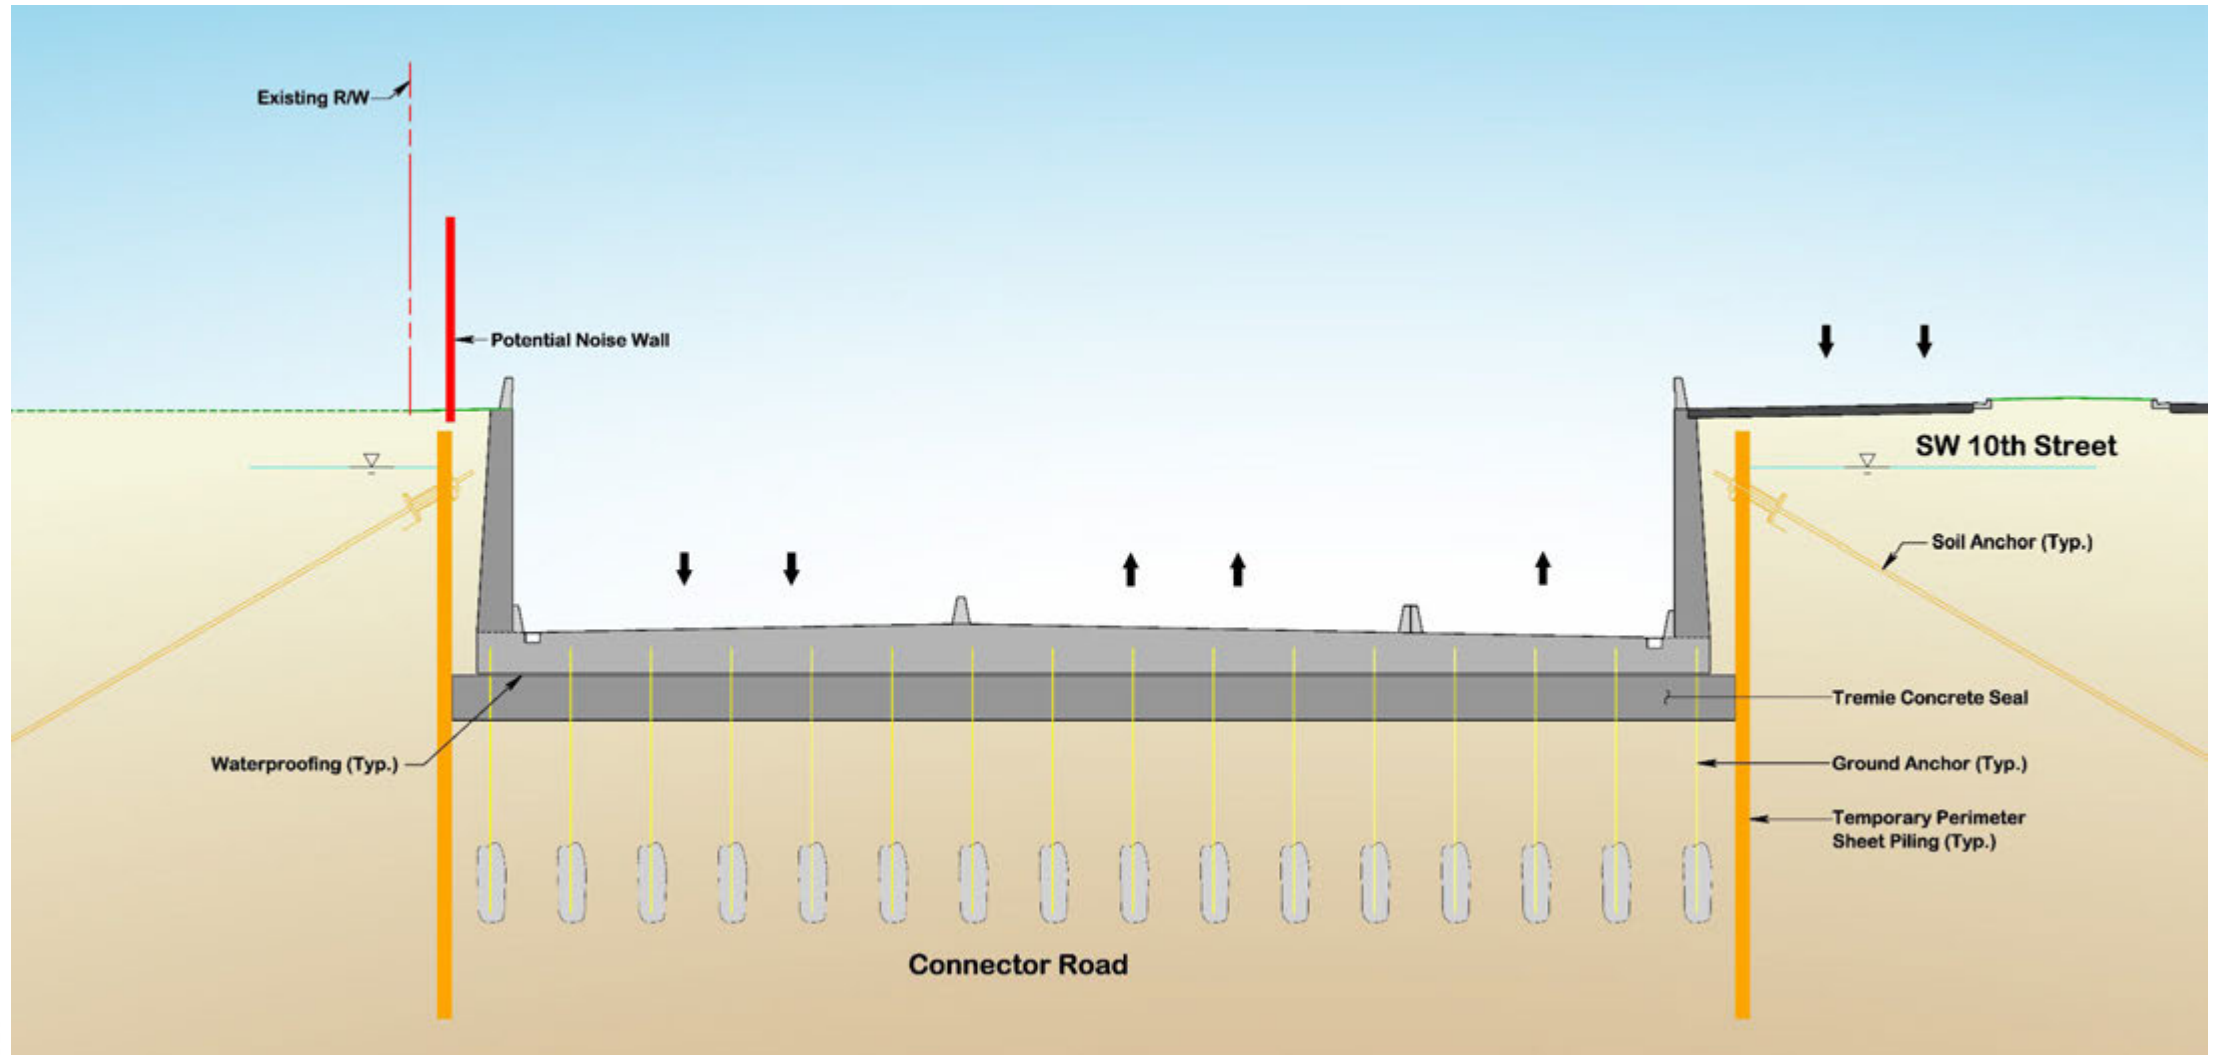 Existing R/W
Potential Noise Wall
SW 10th Street
Soil Anchor (Typ.)
Tremie Concrete Seal
Waterproofing (Typ.)
Ground Anchor (Typ.)
Temporary Perimeter
Sheet Piling (Typ.)
Connector Road